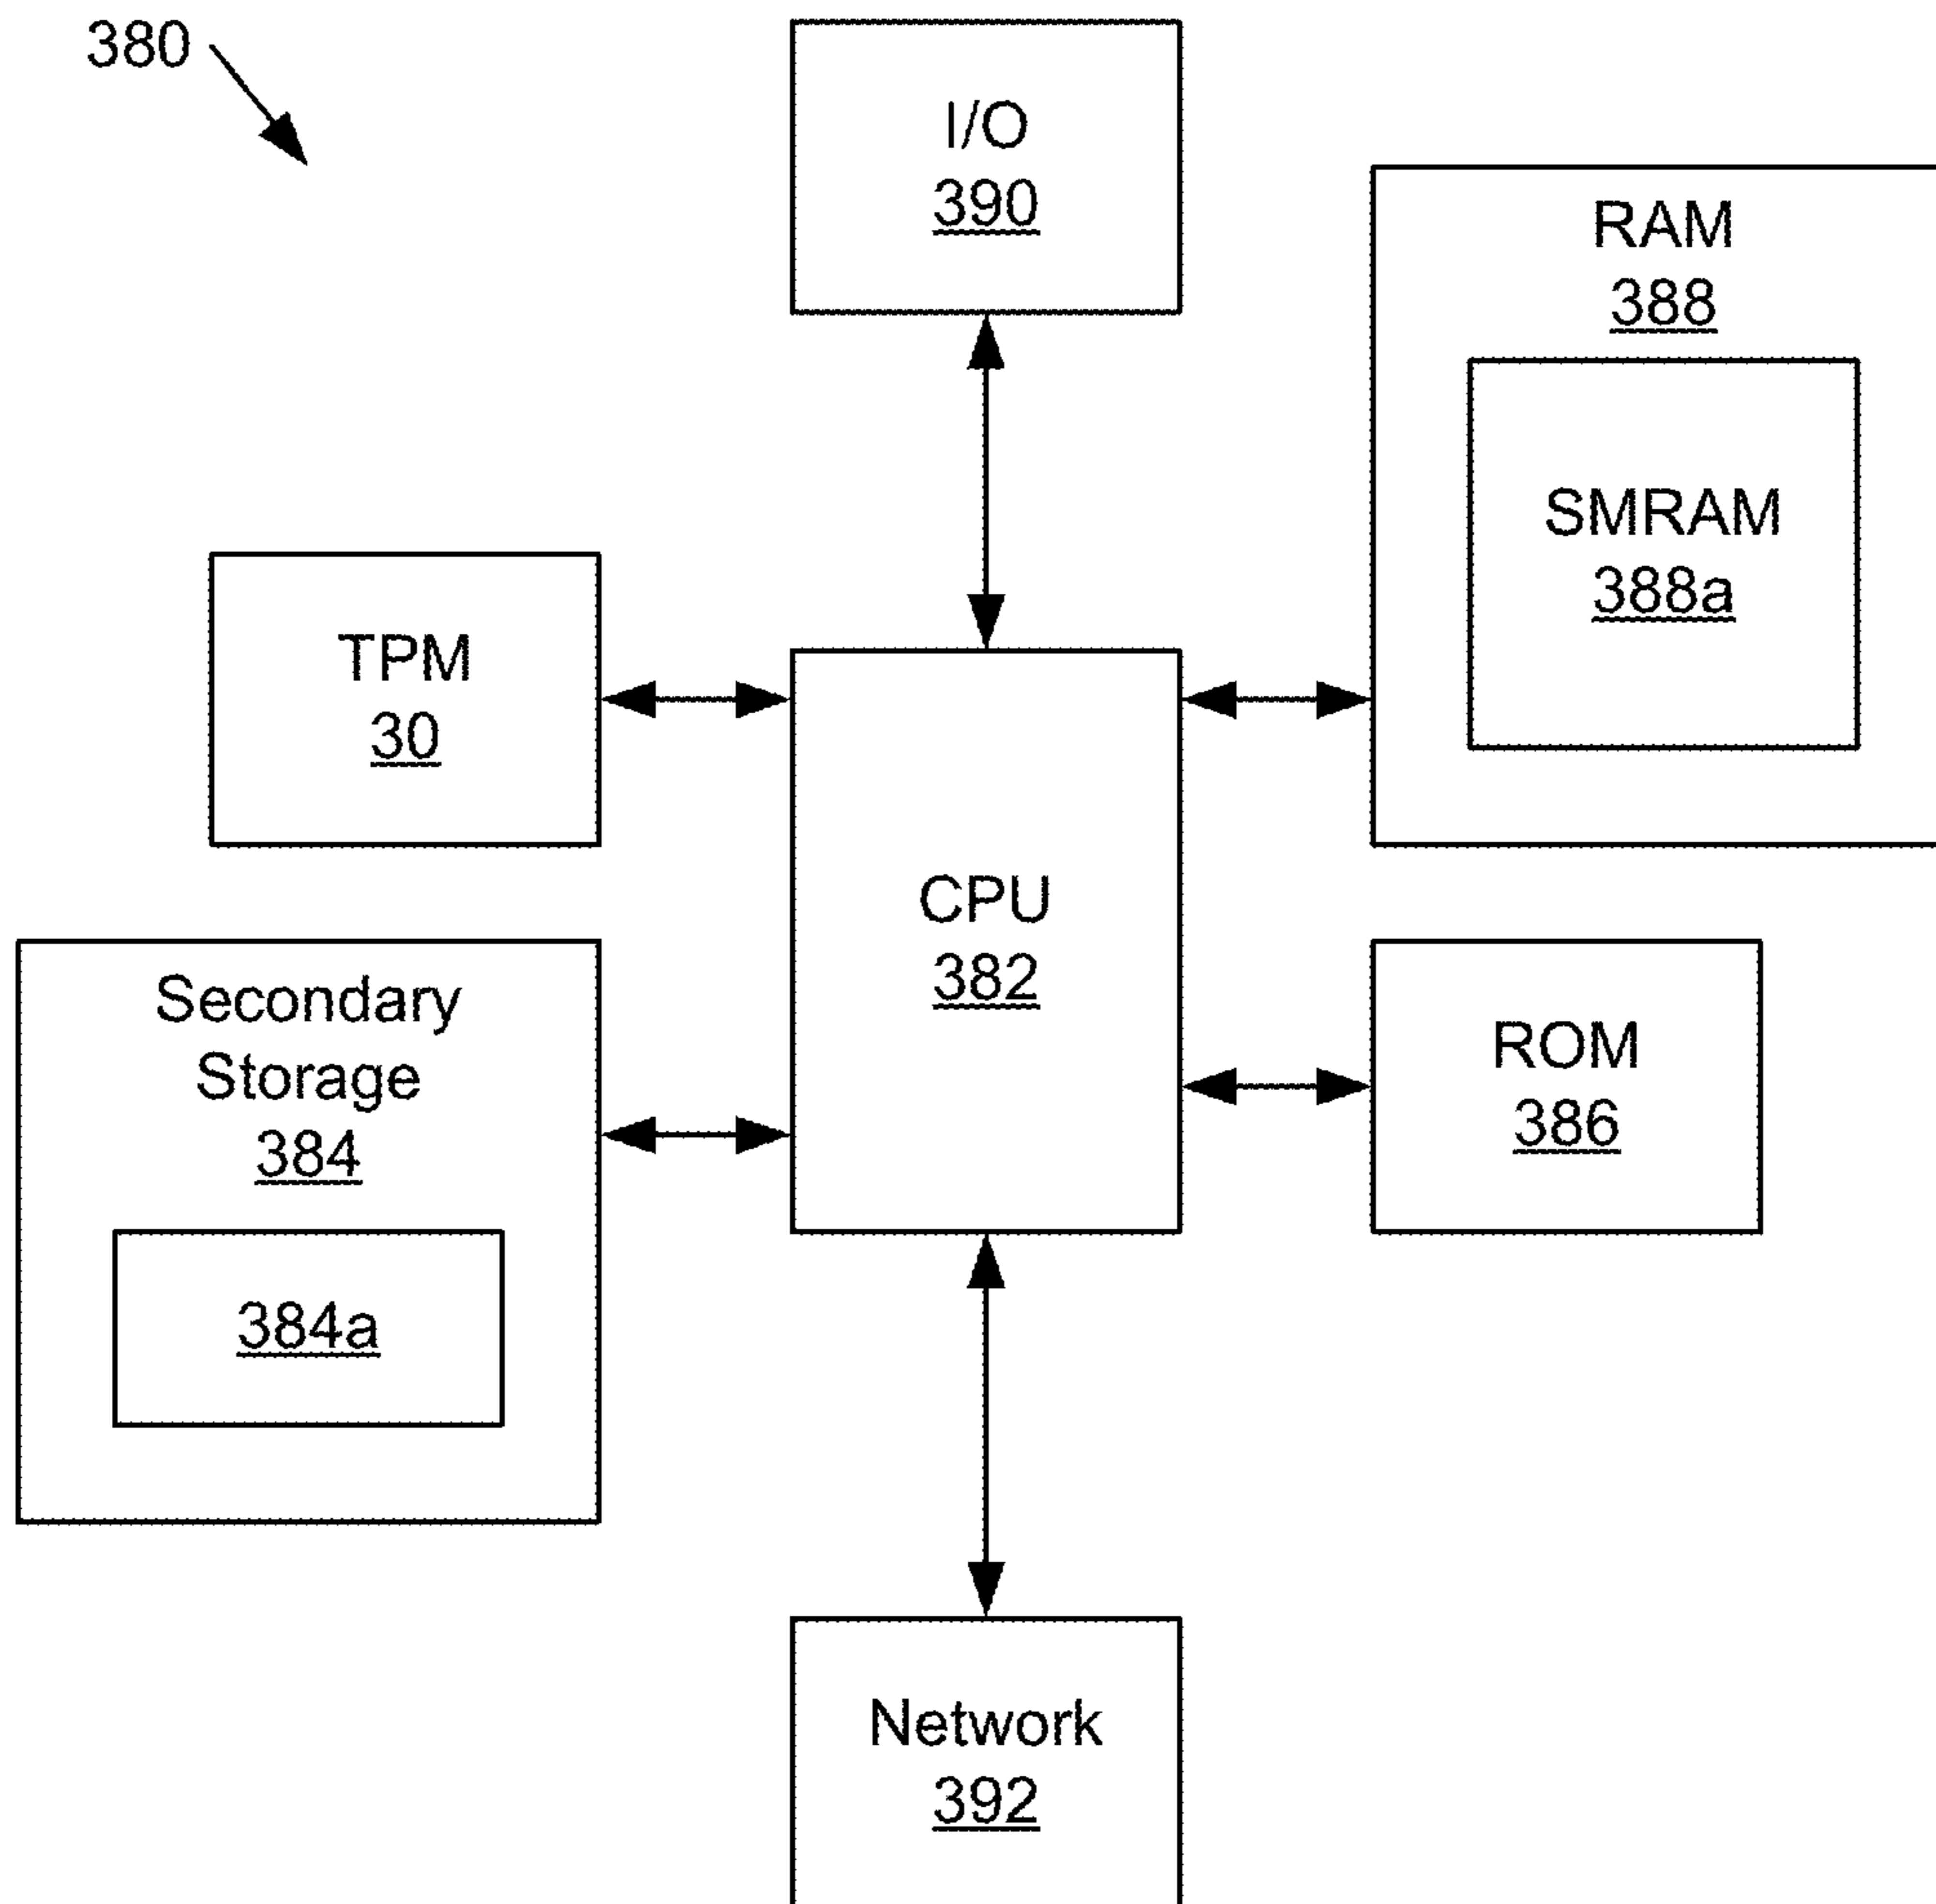 380
I/O
390
RAM
388
SMRAM
388a
TPM
30
CPU
382
Secondary
Storage
384
384a
ROM
386
Network
392